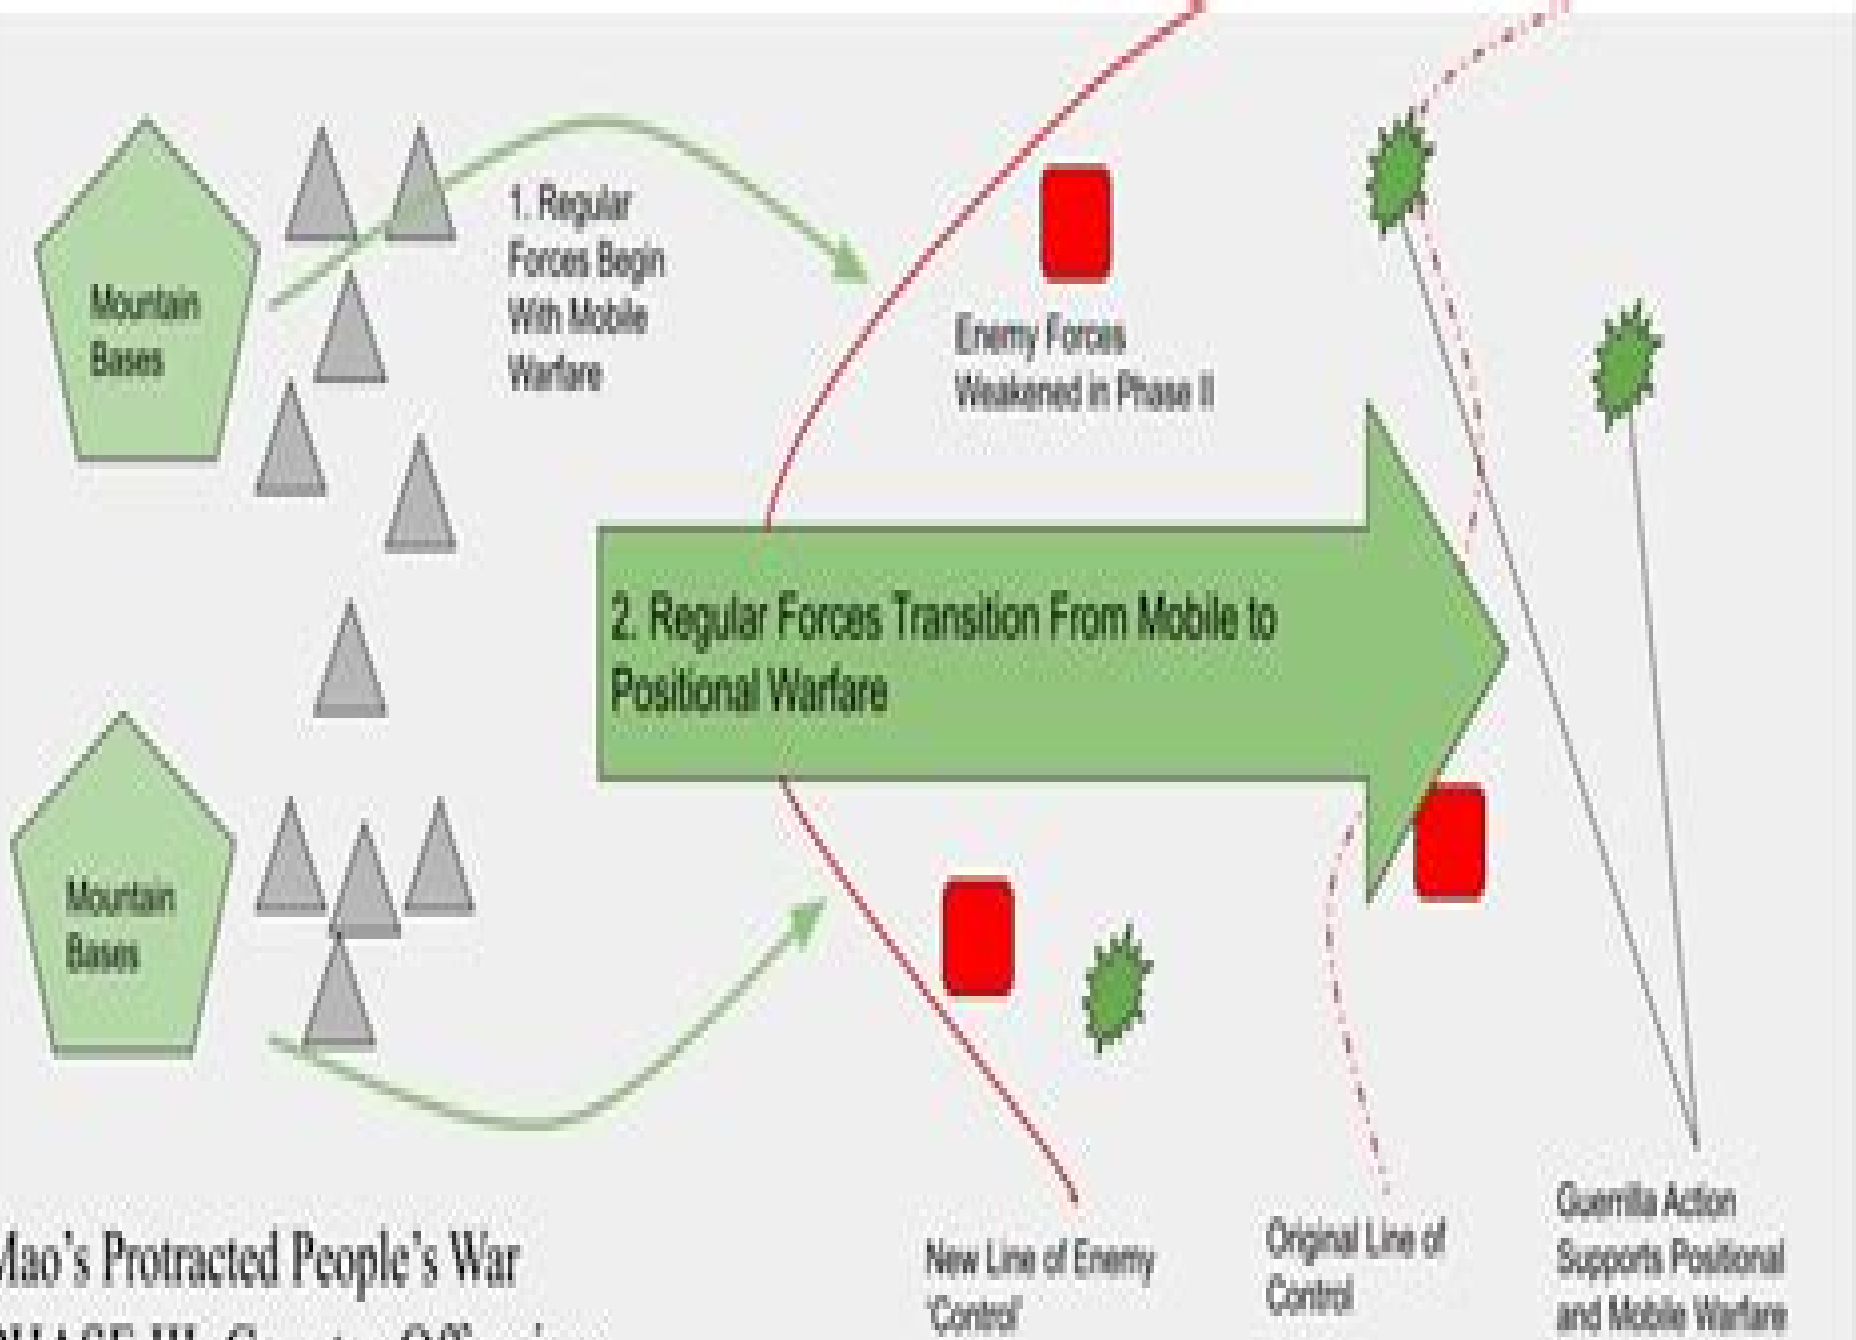 1. Regular
Forces Begin
With Mobile
Warfare
Mountain
Bases
Enemy Forces
Weakened in Phase II
2. Regular Forces Transition From Mobile to
Positional Warfare
Mountain
Bases
Guerrilla Action
Supports Positional
and Mobile Warfare
Original Line of
Control
New Line of Enemy
'Control'
Mao's Protracted People's War